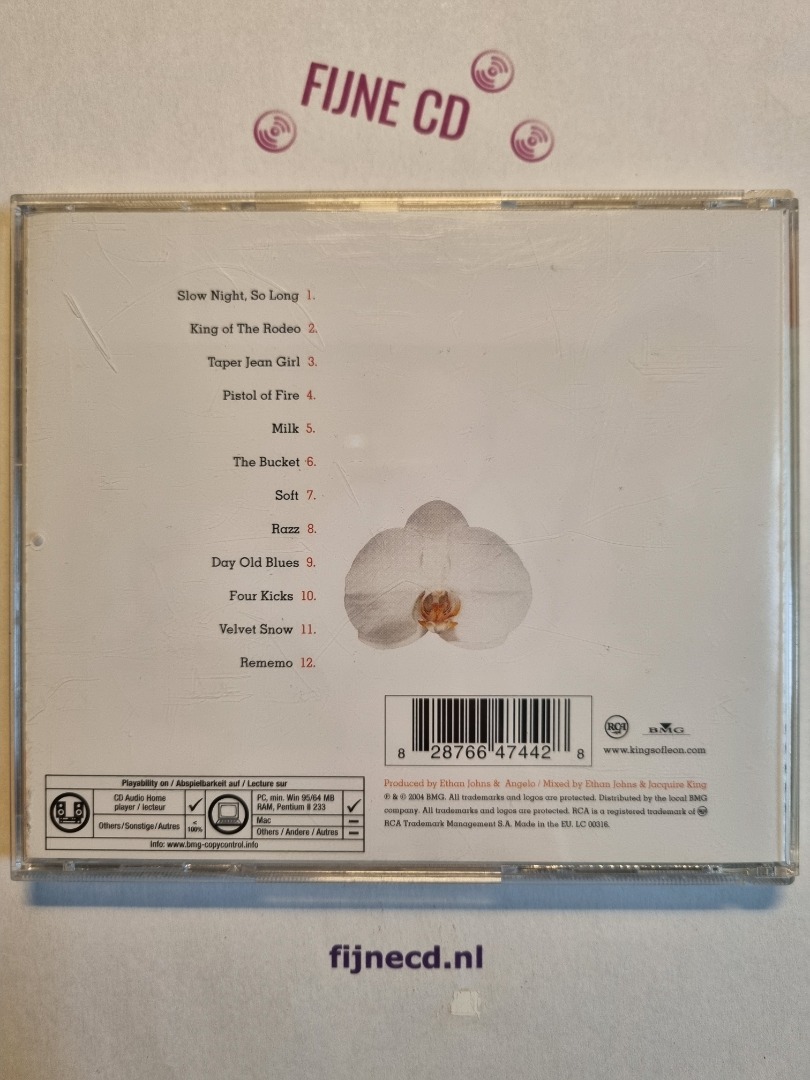 FIJNE CD
Slow Night, So Long 1.
King of The Rodeo 2.
Taper Jean Girl 3.
Pistol of Fire 4.
Milk 5.
The Bucket 6.
Soft 7.
Razz 8.
Day Old Blues 9.
Four Kicks 10.
Velvet Snow 11.
Rememo 12.
8 28766 47442 8
RCA
BMG
www.kingsofleon.com
Playability on / Abspielbarkeit auf / Lecture sur
CD Audio Home
player / lecteur
Others / Sonstige / Autres
< 100%
PC, min. Win 95/64 MB
RAM, Pentium II 233
Mac
Others / Andere / Autres
Info: www.bmg-copycontrol.info
Produced by Ethan Johns & Angelo / Mixed by Ethan Johns & Jacquire King
℗ & © 2004 BMG. All trademarks and logos are protected. Distributed by the local BMG
company. All trademarks and logos are protected. RCA is a registered trademark of RCA
RCA Trademark Management S.A. Made in the EU. LC 00316.
fijnecd.nl